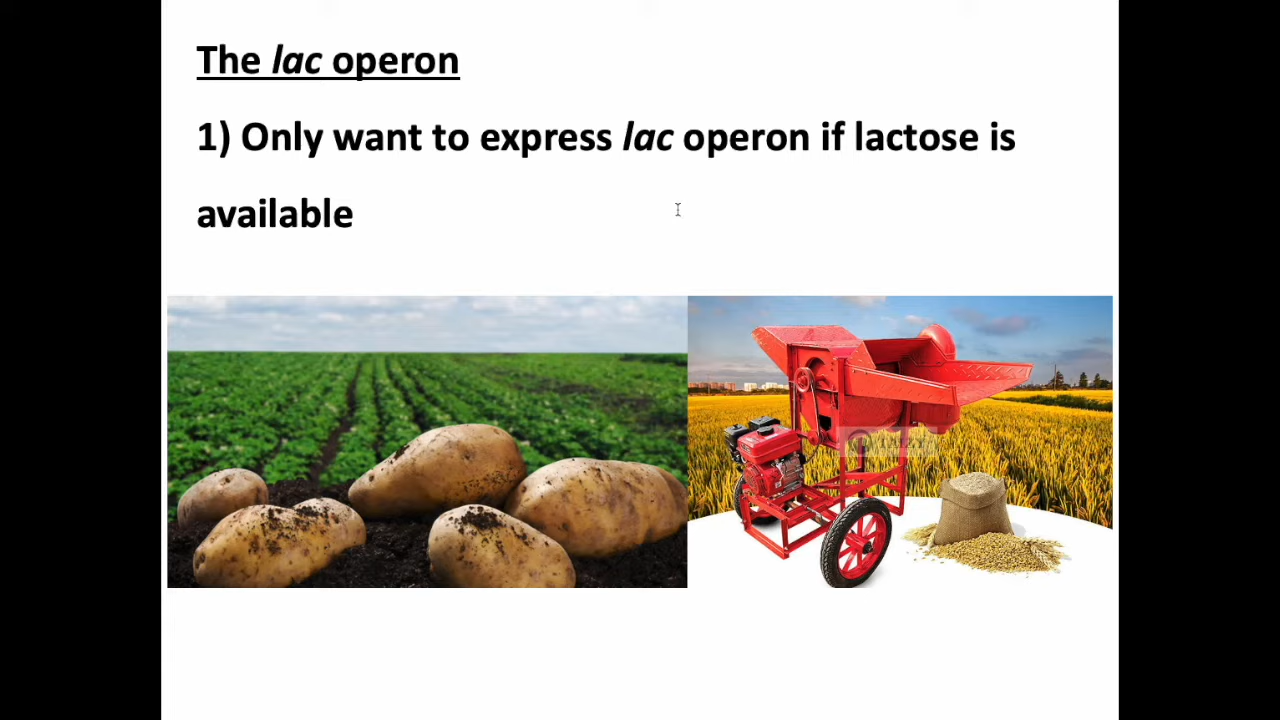 The lac operon
1) Only want to express lac operon if lactose is
available